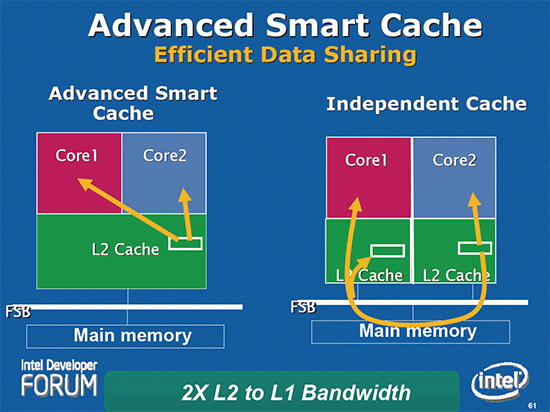 Advanced Smart Cache
Efficient Data Sharing
Advanced Smart
Cache
Core1
Core2
L2 Cache
FSB
Main memory
Independent Cache
Core1
Core2
L2 Cache
L2 Cache
FSB
Main memory
Intel Developer
FORUM
2X L2 to L1 Bandwidth
intel
61